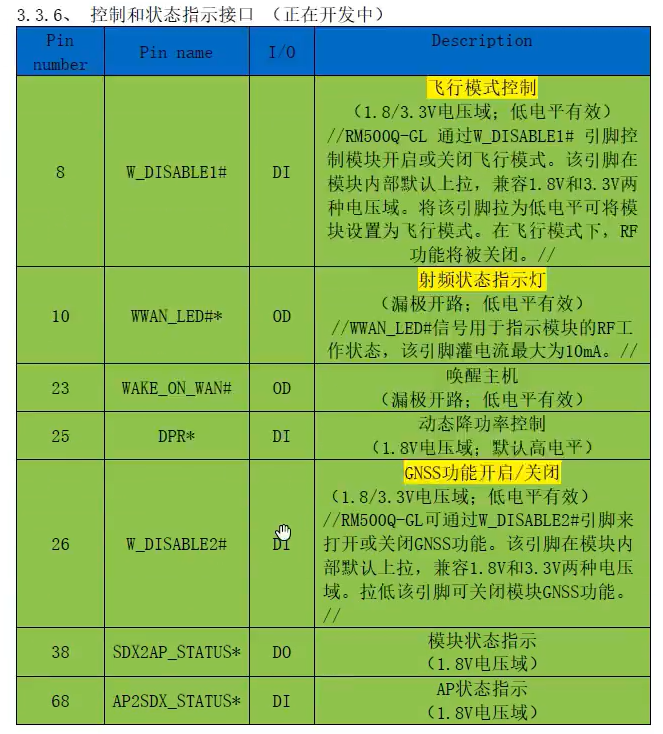 3.3.6、 控制和状态指示接口 （正在开发中）
Pin number
Pin name
I/O
Description
8
W_DISABLE1#
DI
飞行模式控制
（1.8/3.3V电压域；低电平有效）
//RM500Q-GL 通过W_DISABLE1# 引脚控
制模块开启或关闭飞行模式。该引脚在
模块内部默认上拉，兼容1.8V和3.3V两
种电压域。将该引脚拉为低电平可将模
块设置为飞行模式。在飞行模式下，RF
功能将被关闭。//
10
WWAN_LED#*
OD
射频状态指示灯
（漏极开路；低电平有效）
//WWAN_LED#信号用于指示模块的RF工
作状态，该引脚灌电流最大为10mA。//
23
WAKE_ON_WAN#
OD
唤醒主机
（漏极开路；低电平有效）
25
DPR*
DI
动态降功率控制
（1.8V电压域；默认高电平）
26
W_DISABLE2#
DI
GNSS功能开启/关闭
（1.8/3.3V电压域；低电平有效）
//RM500Q-GL可通过W_DISABLE2#引脚来
打开或关闭GNSS功能。该引脚在模块内
部默认上拉，兼容1.8V和3.3V两种电压
域。拉低该引脚可关闭模块GNSS功能。
//
38
SDX2AP_STATUS*
DO
模块状态指示
（1.8V电压域）
68
AP2SDX_STATUS*
DI
AP状态指示
（1.8V电压域）